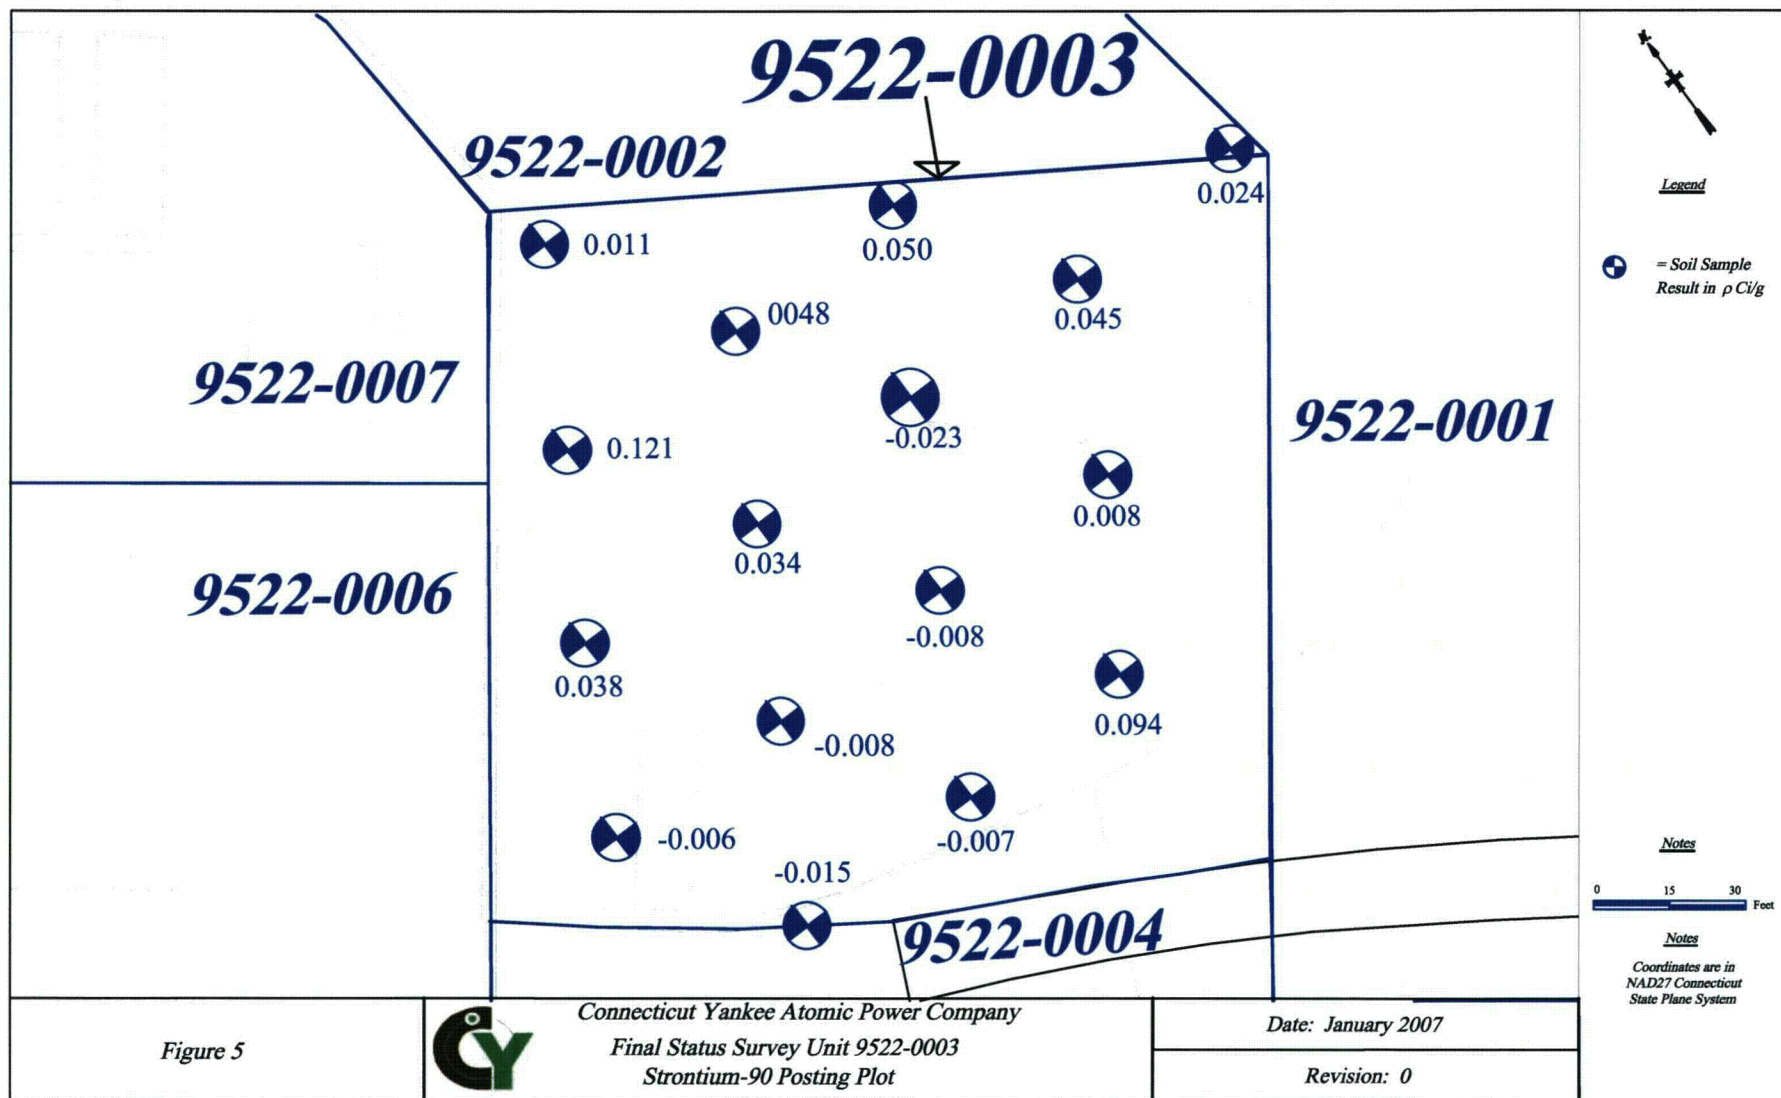 9522-0003
9522-0002
0.024
0.011
0.050
0048
0.045
9522-0007
-0.023
9522-0001
0.121
0.008
0.034
9522-0006
-0.008
0.038
0.094
-0.008
-0.006
-0.007
-0.015
9522-0004
Legend
= Soil Sample
Result in ρ Ci/g
Notes
0 15 30
Feet
Notes
Coordinates are in
NAD27 Connecticut
State Plane System
Figure 5
CY
Connecticut Yankee Atomic Power Company
Final Status Survey Unit 9522-0003
Strontium-90 Posting Plot
Date: January 2007
Revision: 0